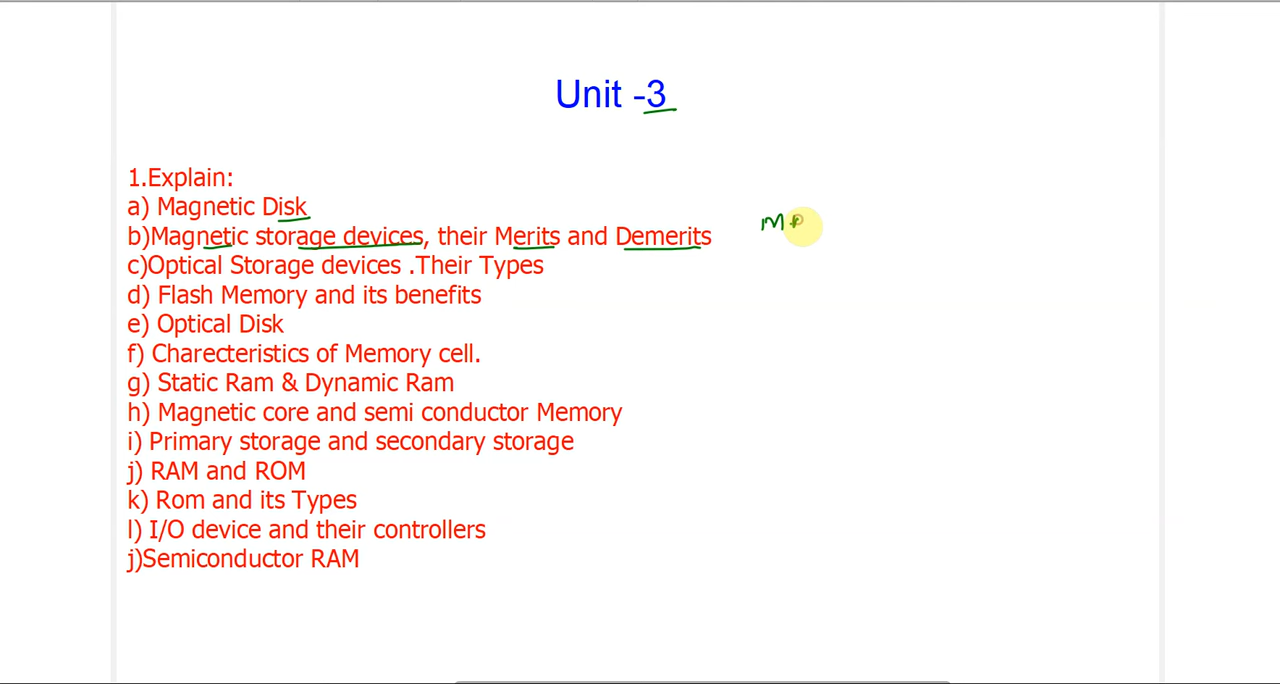 Unit -3
1.Explain:
a) Magnetic Disk
b)Magnetic storage devices, their Merits and Demerits
c)Optical Storage devices .Their Types
d) Flash Memory and its benefits
e) Optical Disk
f) Charecteristics of Memory cell.
g) Static Ram & Dynamic Ram
h) Magnetic core and semi conductor Memory
i) Primary storage and secondary storage
j) RAM and ROM
k) Rom and its Types
l) I/O device and their controllers
j)Semiconductor RAM